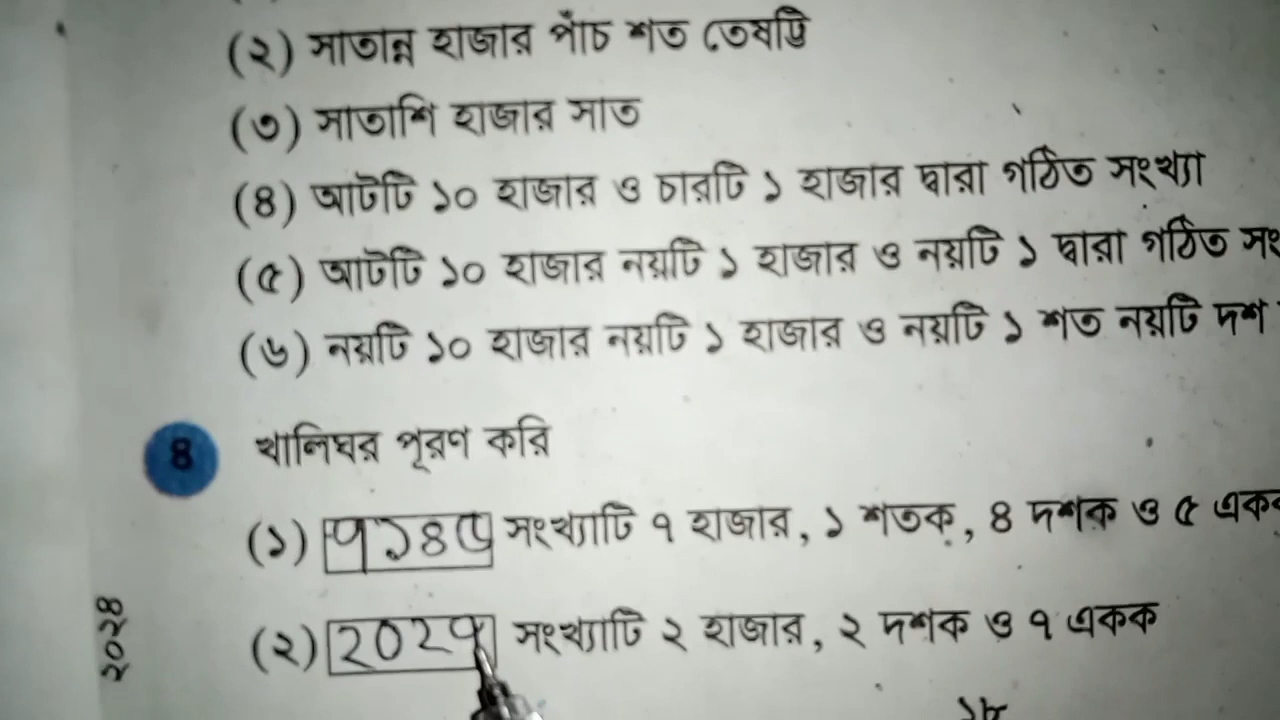 (২) সাতান্ন হাজার পাঁচ শত তেষট্টি
(৩) সাতাশি হাজার সাত
(৪) আটটি ১০ হাজার ও চারটি ১ হাজার দ্বারা গঠিত সংখ্যা
(৫) আটটি ১০ হাজার নয়টি ১ হাজার ও নয়টি ১ দ্বারা গঠিত
(৬) নয়টি ১০ হাজার নয়টি ১ হাজার ও নয়টি ১ শত নয়টি দশ
৪ খালিঘর পূরণ করি
(১) ৭১৪৫ সংখ্যাটি ৭ হাজার, ১ শতক, ৪ দশক ও ৫
(২) ২০২৭ সংখ্যাটি ২ হাজার, ২ দশক ও ৭ একক
২০২৪
১৮